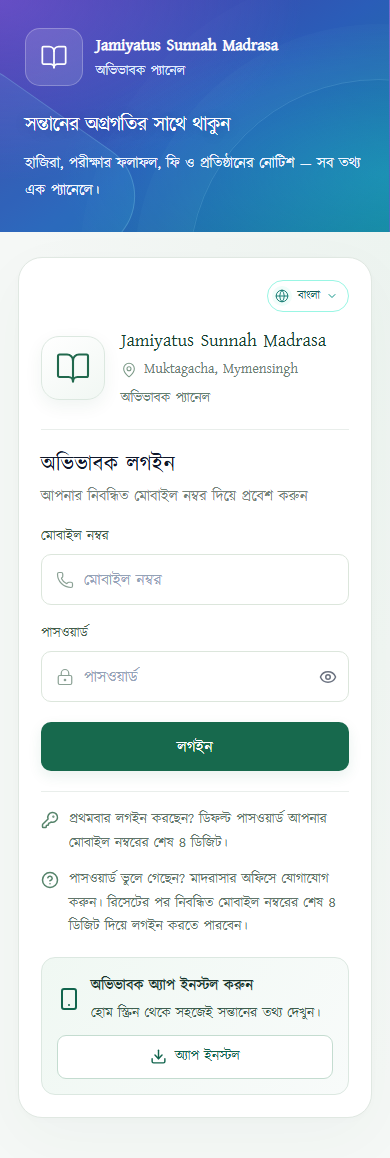 Jamiyatus Sunnah Madrasa
অভিভাবক প্যানেল
সন্তানের অগ্রগতির সাথে থাকুন
হাজিরা, পরীক্ষার ফলাফল, ফি ও প্রতিষ্ঠানের নোটিশ — সব তথ্য
এক প্যানেলে।
বাংলা
Jamiyatus Sunnah Madrasa
Muktagacha, Mymensingh
অভিভাবক প্যানেল
অভিভাবক লগইন
আপনার নিবন্ধিত মোবাইল নম্বর দিয়ে প্রবেশ করুন
মোবাইল নম্বর
মোবাইল নম্বর
পাসওয়ার্ড
পাসওয়ার্ড
লগইন
প্রথমবার লগইন করছেন? ডিফল্ট পাসওয়ার্ড আপনার
মোবাইল নম্বরের শেষ ৪ ডিজিট।
পাসওয়ার্ড ভুলে গেছেন? মাদরাসার অফিসে যোগাযোগ
করুন। রিসেটের পর নিবন্ধিত মোবাইল নম্বরের শেষ ৪
ডিজিট দিয়ে লগইন করতে পারবেন।
অভিভাবক অ্যাপ ইনস্টল করুন
হোম স্ক্রিন থেকে সহজেই সন্তানের তথ্য দেখুন।
অ্যাপ ইনস্টল